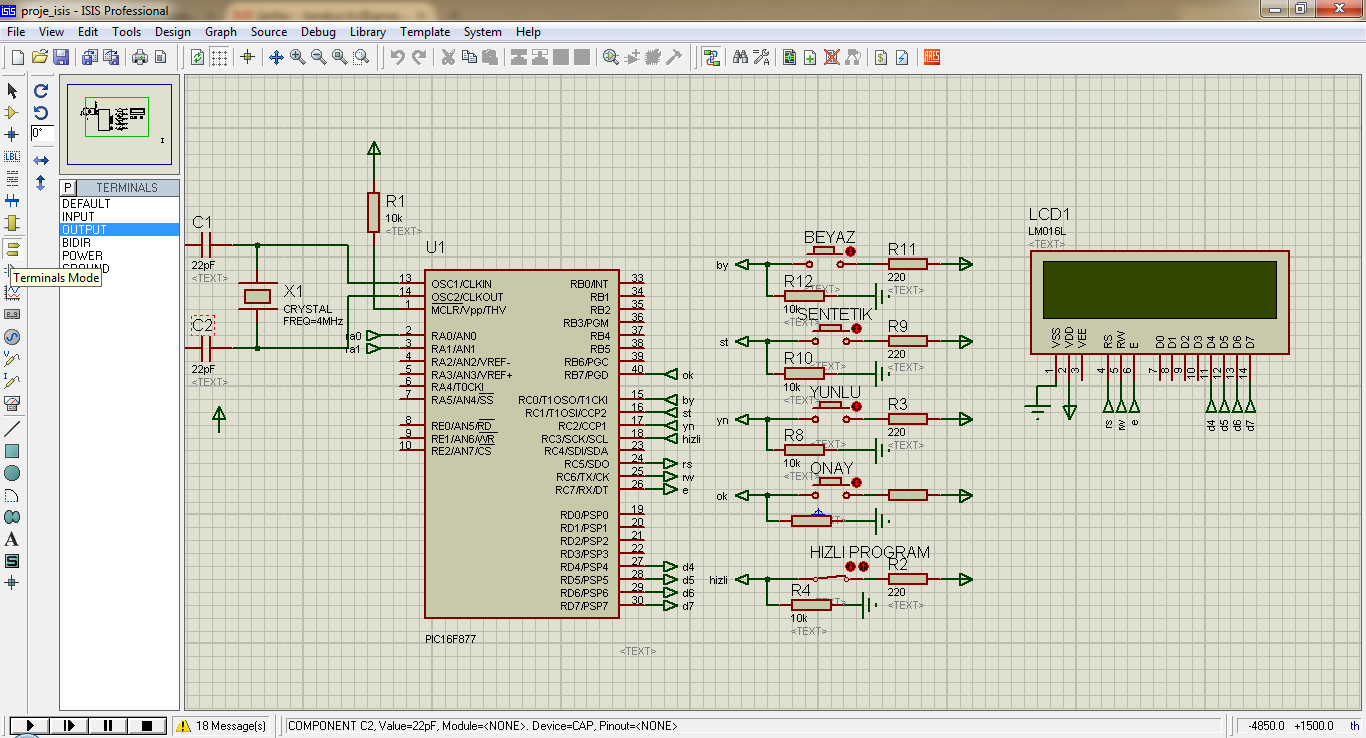 proje_isis - ISIS Professional
File View Edit Tools Design Graph Source Debug Library Template System Help
ARES
LBL
0°
P TERMINALS
DEFAULT
INPUT
OUTPUT
BIDIR
POWER
GROUND
Terminals Mode
A
S
C1
22pF
<TEXT>
X1
CRYSTAL
FREQ=4MHz
C2
22pF
<TEXT>
R1
10k
<TEXT>
U1
13 OSC1/CLKIN
14 OSC2/CLKOUT
1 MCLR/Vpp/THV
ra0 2 RA0/AN0
ra1 3 RA1/AN1
4 RA2/AN2/VREF-
5 RA3/AN3/VREF+
6 RA4/T0CKI
7 RA5/AN4/SS
8 RE0/AN5/RD
9 RE1/AN6/WR
10 RE2/AN7/CS
RB0/INT 33
RB1 34
RB2 35
RB3/PGM 36
RB4 37
RB5 38
RB6/PGC 39
RB7/PGD 40 ok
RC0/T1OSO/T1CKI 15 by
RC1/T1OSI/CCP2 16 st
RC2/CCP1 17 yn
RC3/SCK/SCL 18 hizli
RC4/SDI/SDA 23
RC5/SDO 24 rs
RC6/TX/CK 25 rw
RC7/RX/DT 26 e
RD0/PSP0 19
RD1/PSP1 20
RD2/PSP2 21
RD3/PSP3 22
RD4/PSP4 27 d4
RD5/PSP5 28 d5
RD6/PSP6 29 d6
RD7/PSP7 30 d7
PIC16F877
<TEXT>
BEYAZ
by
R11
220
<TEXT>
R12
10k
<TEXT>
SENTETIK
st
R9
220
<TEXT>
R10
10k
<TEXT>
YUNLU
yn
R3
220
<TEXT>
R8
10k
<TEXT>
ONAY
ok
HIZLI PROGRAM
hizli
R2
220
<TEXT>
R4
10k
<TEXT>
LCD1
LM016L
<TEXT>
VSS VDD VEE RS RW E D0 D1 D2 D3 D4 D5 D6 D7
1 2 3 4 5 6 7 8 9 10 11 12 13 14
rs rw e d4 d5 d6 d7
18 Message(s)
COMPONENT C2, Value=22pF, Module=<NONE>. Device=CAP, Pinout=<NONE>
-4850.0 +1500.0 th